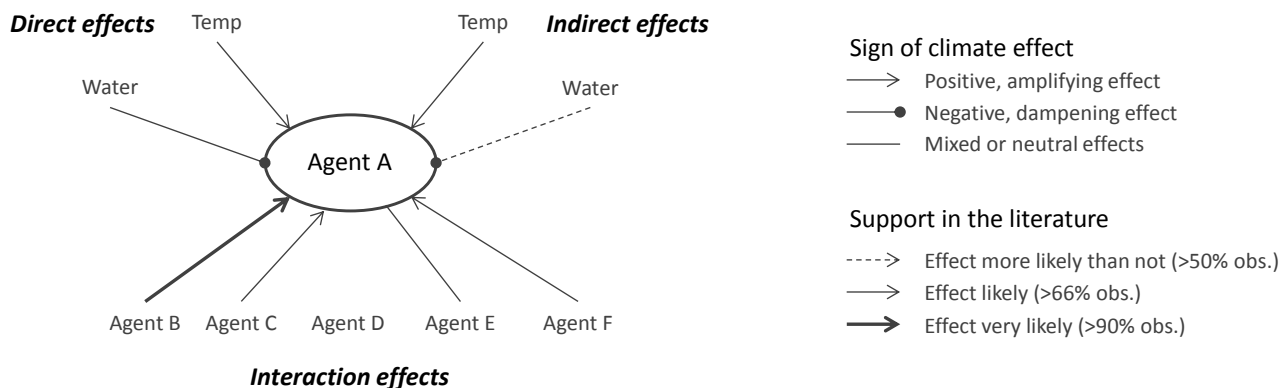 Direct effects
Temp
Temp
Indirect effects
Water
Water
Agent A
Agent B
Agent C
Agent D
Agent E
Agent F
Interaction effects
Sign of climate effect
Positive, amplifying effect
Negative, dampening effect
Mixed or neutral effects
Support in the literature
Effect more likely than not (>50% obs.)
Effect likely (>66% obs.)
Effect very likely (>90% obs.)